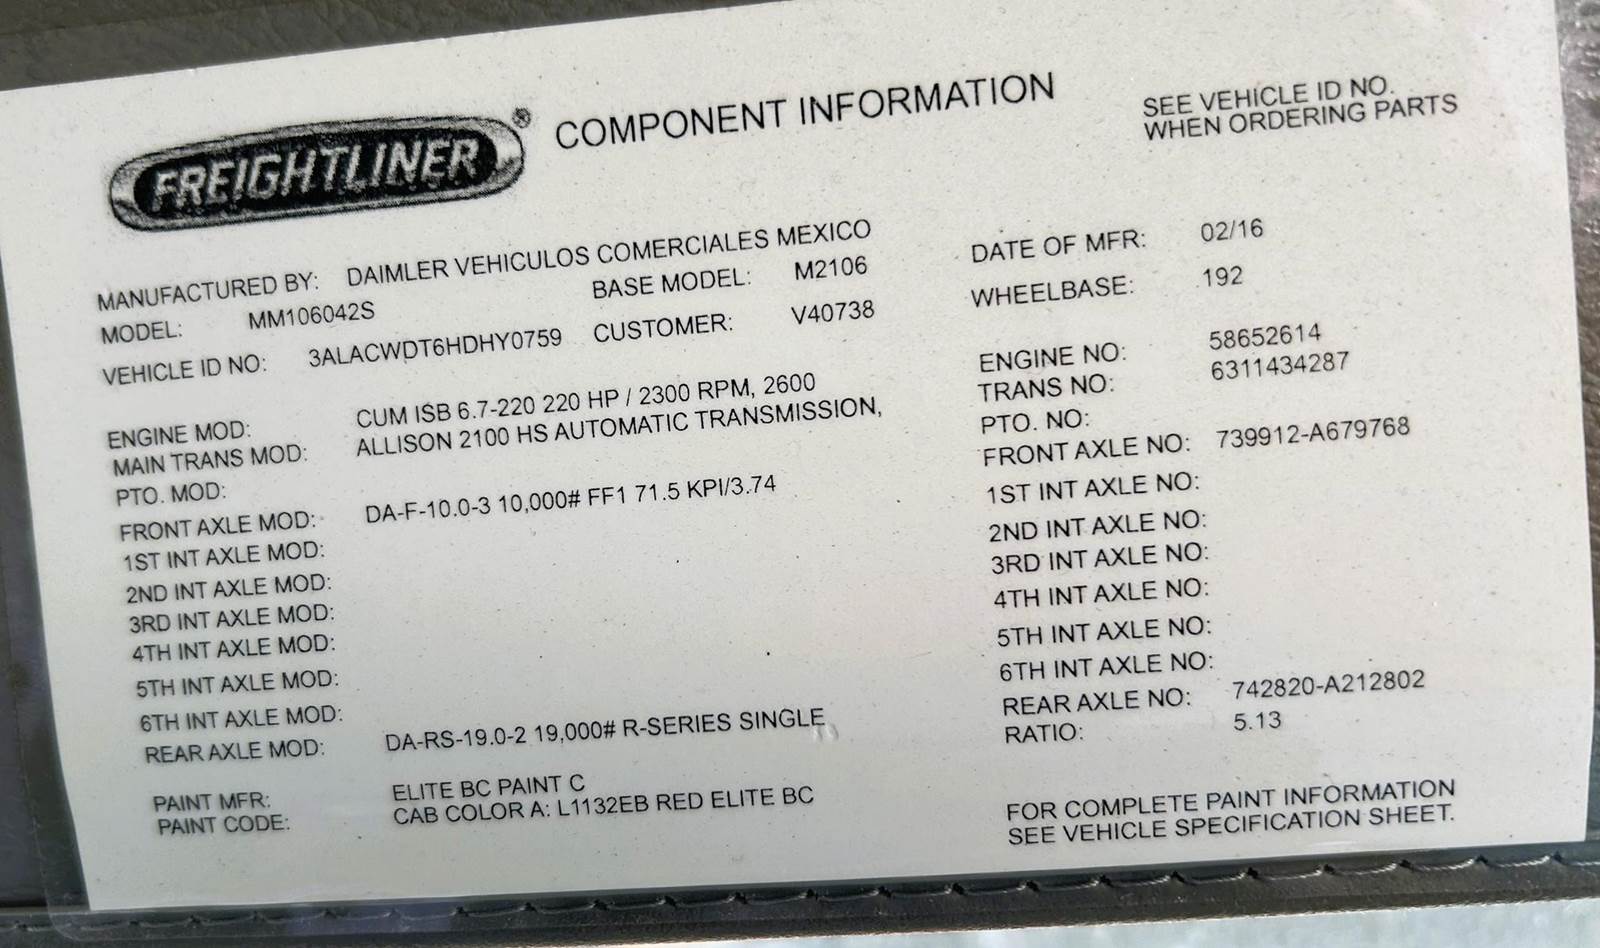 FREIGHTLINER®
COMPONENT INFORMATION
SEE VEHICLE ID NO.
WHEN ORDERING PARTS
MANUFACTURED BY: DAIMLER VEHICULOS COMERCIALES MEXICO
DATE OF MFR: 02/16
MODEL: MM106042S BASE MODEL: M2106
WHEELBASE: 192
VEHICLE ID NO: 3ALACWDT6HDHY0759 CUSTOMER: V40738
ENGINE MOD: CUM ISB 6.7-220 220 HP / 2300 RPM, 2600
ENGINE NO: 58652614
MAIN TRANS MOD: ALLISON 2100 HS AUTOMATIC TRANSMISSION,
TRANS NO: 6311434287
PTO. MOD:
PTO. NO:
FRONT AXLE MOD: DA-F-10.0-3 10,000# FF1 71.5 KPI/3.74
FRONT AXLE NO: 739912-A679768
1ST INT AXLE MOD:
1ST INT AXLE NO:
2ND INT AXLE MOD:
2ND INT AXLE NO:
3RD INT AXLE MOD:
3RD INT AXLE NO:
4TH INT AXLE MOD:
4TH INT AXLE NO:
5TH INT AXLE MOD:
5TH INT AXLE NO:
6TH INT AXLE MOD:
6TH INT AXLE NO:
REAR AXLE MOD: DA-RS-19.0-2 19,000# R-SERIES SINGLE
REAR AXLE NO: 742820-A212802
RATIO: 5.13
PAINT MFR: ELITE BC PAINT C
PAINT CODE: CAB COLOR A: L1132EB RED ELITE BC
FOR COMPLETE PAINT INFORMATION
SEE VEHICLE SPECIFICATION SHEET.